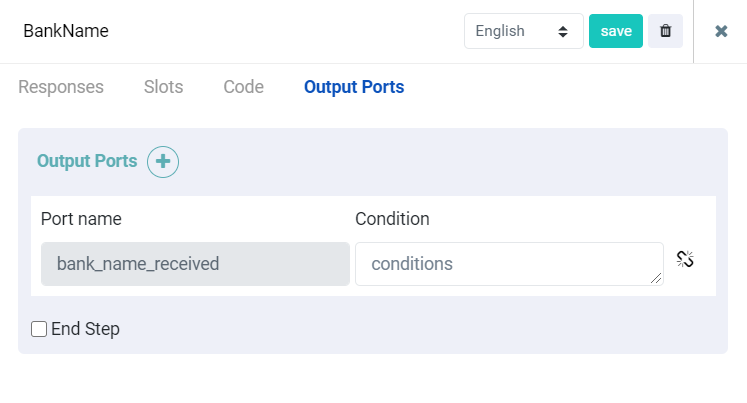 BankName
English
save
Responses Slots Code Output Ports
Output Ports
Port name Condition
bank_name_received conditions
End Step